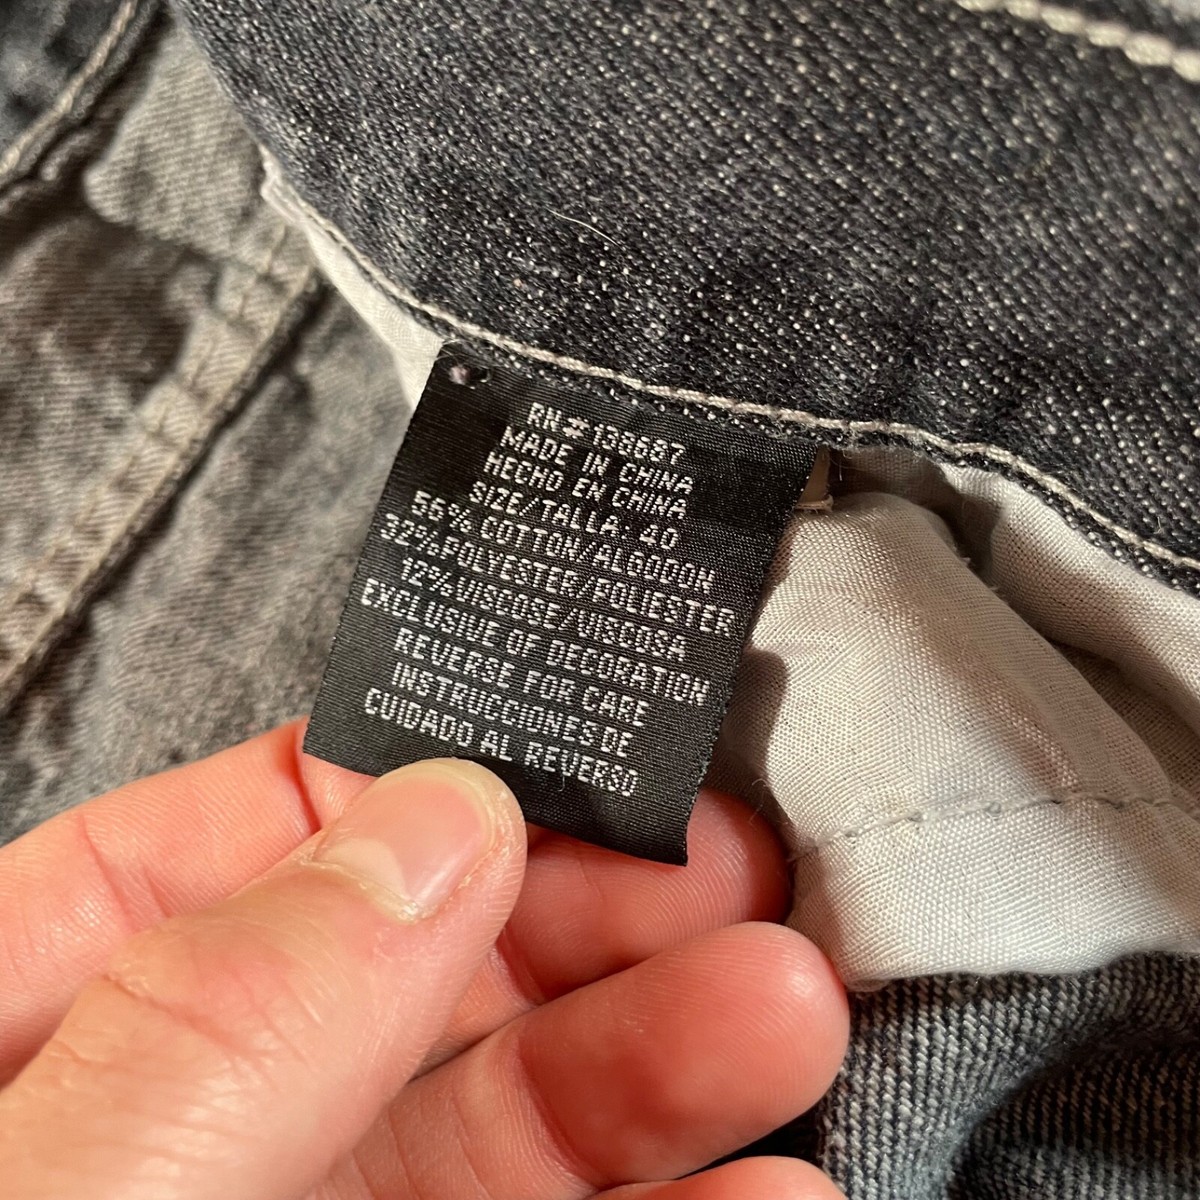 RN#138687
MADE IN CHINA
HECHO EN CHINA
SIZE/TALLA: 40
56% COTTON/ALGODON
32%POLYESTER/POLIESTER
12%VISCOSE/VISCOSA
EXCLUSIVE OF DECORATION
REVERSE FOR CARE
INSTRUCCIONES DE
CUIDADO AL REVERSO